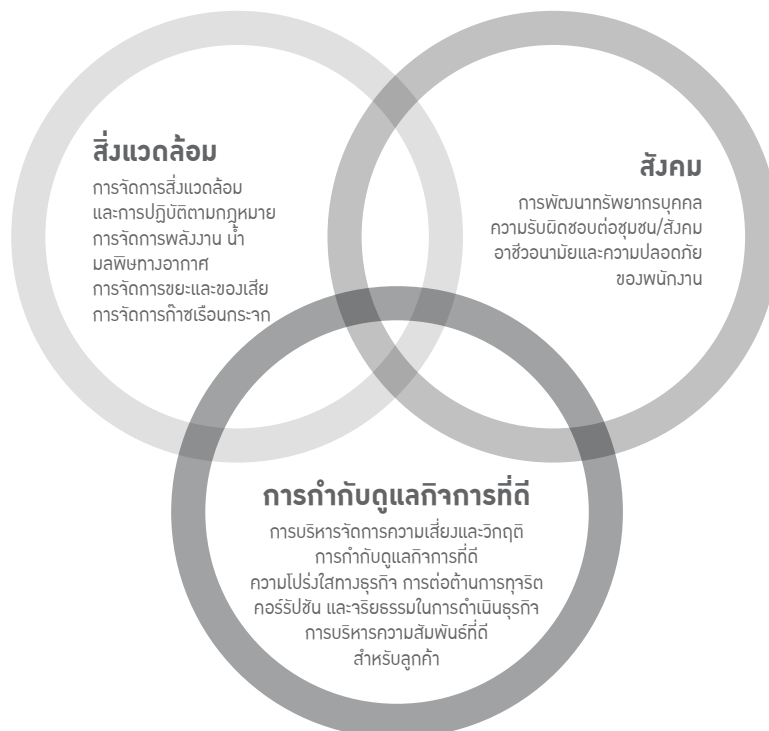 สิ่งแวดล้อม
การจัดการสิ่งแวดล้อม
และการปฏิบัติตามกฎหมาย
การจัดการพลังงาน น้ำ
มลพิษทางอากาศ
การจัดการขยะและของเสีย
การจัดการก๊าซเรือนกระจก
สังคม
การพัฒนาทรัพยากรบุคคล
ความรับผิดชอบต่อชุมชน/สังคม
อาชีวอนามัยและความปลอดภัย
ของพนักงาน
การกำกับดูแลกิจการที่ดี
การบริหารจัดการความเสี่ยงและวิกฤติ
การกำกับดูแลกิจการที่ดี
ความโปร่งใสทางธุรกิจ การต่อต้านการทุจริต
คอร์รัปชัน และจริยธรรมในการดำเนินธุรกิจ
การบริหารความสัมพันธ์ที่ดี
สำหรับลูกค้า